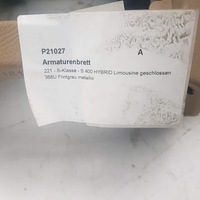 P21027 A
Armaturenbrett
221 - S-Klasse - S 400 HYBRID Limousine geschlossen
368U Flintgrau metallic